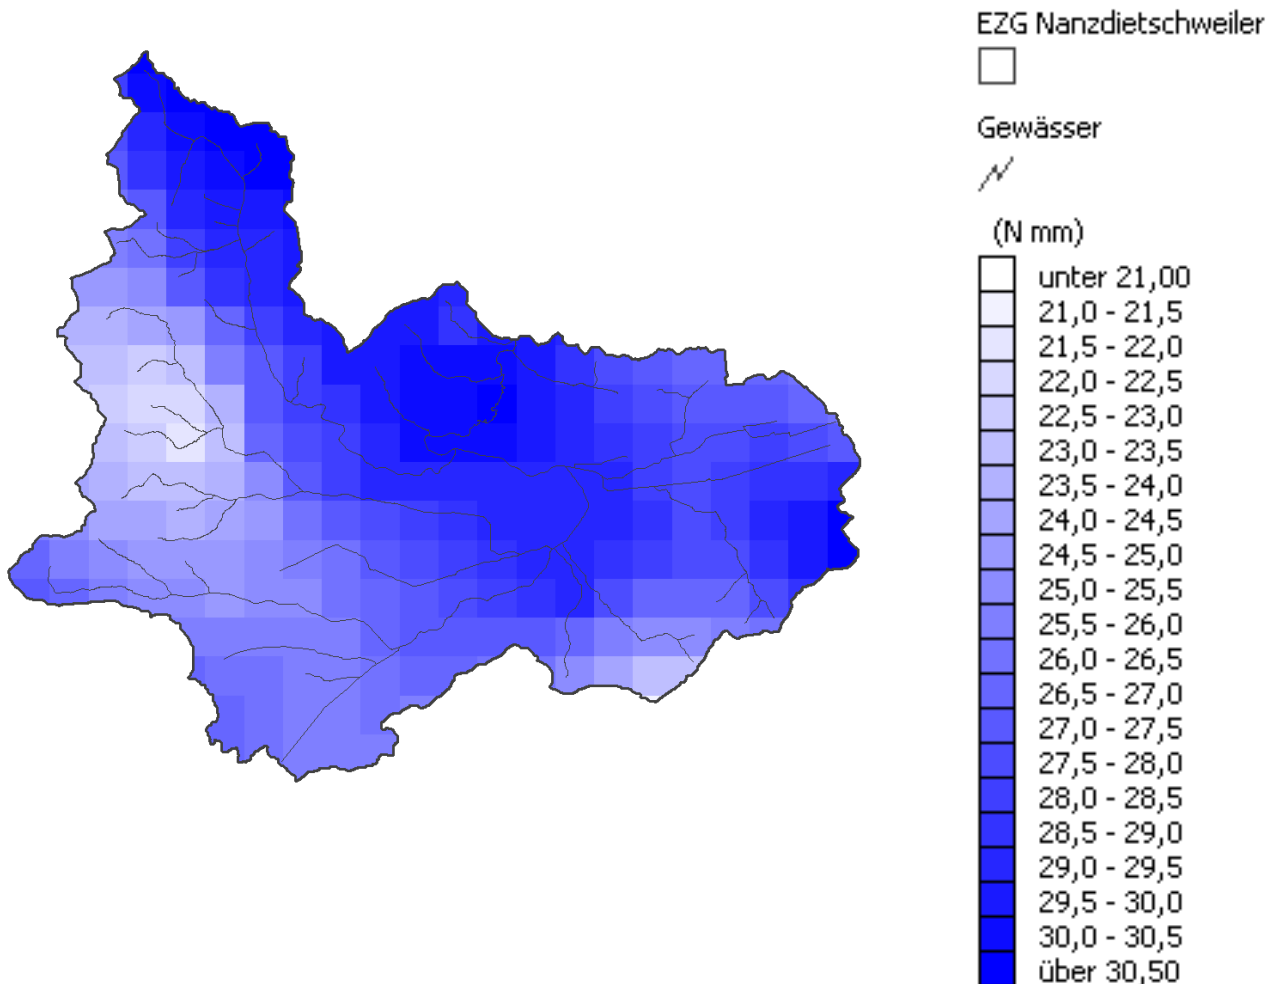 EZG Nanzdietschweiler
Gewässer
(N mm)
unter 21,00
21,0 - 21,5
21,5 - 22,0
22,0 - 22,5
22,5 - 23,0
23,0 - 23,5
23,5 - 24,0
24,0 - 24,5
24,5 - 25,0
25,0 - 25,5
25,5 - 26,0
26,0 - 26,5
26,5 - 27,0
27,0 - 27,5
27,5 - 28,0
28,0 - 28,5
28,5 - 29,0
29,0 - 29,5
29,5 - 30,0
30,0 - 30,5
über 30,50